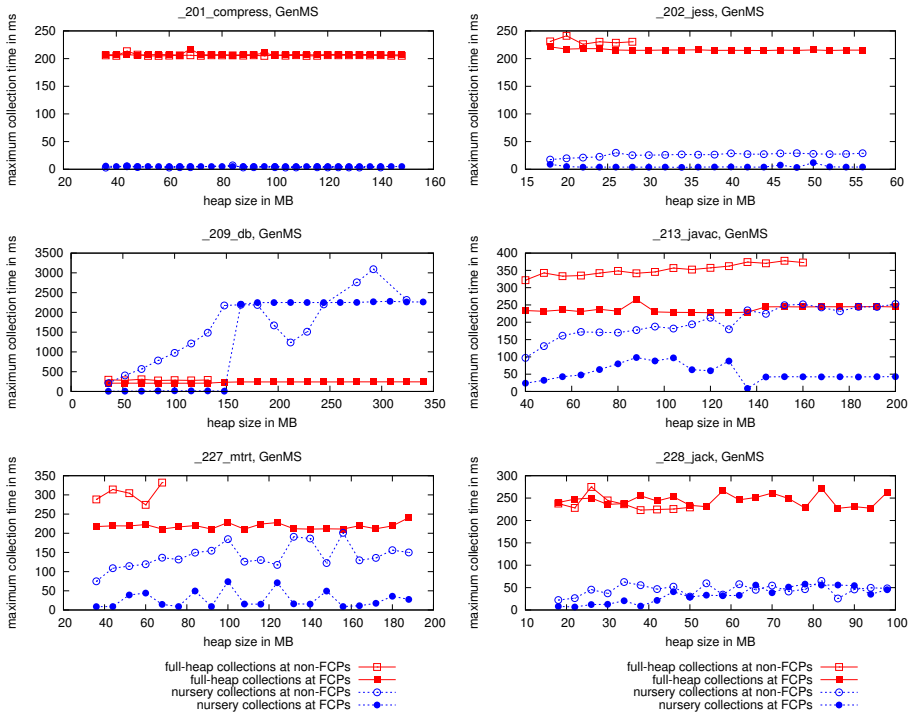 _201_compress, GenMS
maximum collection time in ms
250
200
150
100
50
0
20 40 60 80 100 120 140 160
heap size in MB
_202_jess, GenMS
maximum collection time in ms
250
200
150
100
50
0
15 20 25 30 35 40 45 50 55 60
heap size in MB
_209_db, GenMS
maximum collection time in ms
3500
3000
2500
2000
1500
1000
500
0
0 50 100 150 200 250 300 340
heap size in MB
_213_javac, GenMS
maximum collection time in ms
400
350
300
250
200
150
100
50
0
40 60 80 100 120 140 160 180 200
heap size in MB
_227_mtrt, GenMS
maximum collection time in ms
350
300
250
200
150
100
50
0
20 40 60 80 100 120 140 160 180 200
heap size in MB
_228_jack, GenMS
maximum collection time in ms
300
250
200
150
100
50
0
10 20 30 40 50 60 70 80 90 100
heap size in MB
full-heap collections at non-FCPs
full-heap collections at FCPs
nursery collections at non-FCPs
nursery collections at FCPs
full-heap collections at non-FCPs
full-heap collections at FCPs
nursery collections at non-FCPs
nursery collections at FCPs